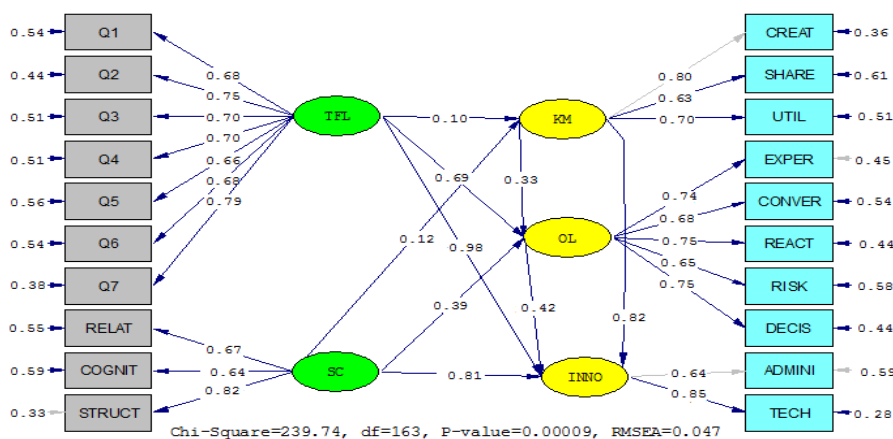 0.54 Q1 CREAT 0.36
0.44 Q2 0.68 0.80 SHARE 0.61
0.75 0.63
0.51 Q3 0.70 TFL 0.10 KM 0.70 UTIL 0.51
0.51 Q4 0.70 EXPER 0.45
0.66 0.69 0.33 0.74
0.56 Q5 0.68 CONVER 0.54
0.68
0.79 0.12 0.98 OL 0.75
0.54 Q6 REACT 0.44
0.65
0.38 Q7 0.75 RISK 0.58
0.39 0.42 0.82
0.55 RELAT DECIS 0.44
0.67
0.59 COGNIT 0.64 SC 0.81 INNO 0.64 ADMINI 0.59
0.82 0.85
0.33 STRUCT TECH 0.28
Chi-Square=239.74, df=163, P-value=0.00009, RMSEA=0.047